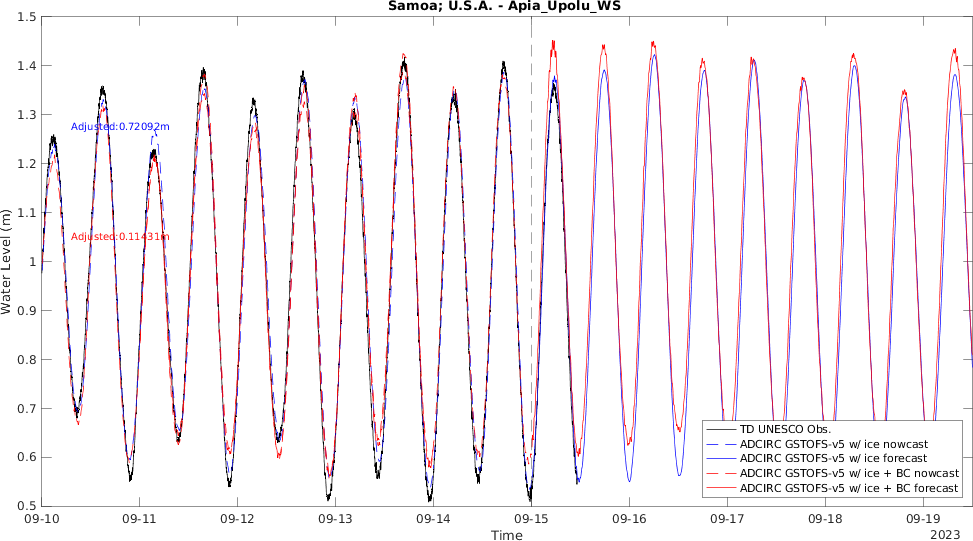 Samoa; U.S.A. - Apia_Upolu_WS
1.5
1.4
1.3
1.2
1.1
1
0.9
0.8
0.7
0.6
0.5
Water Level (m)
Adjusted:0.72092m
Adjusted:0.11431m
TD UNESCO Obs.
ADCIRC GSTOFS-v5 w/ ice nowcast
ADCIRC GSTOFS-v5 w/ ice forecast
ADCIRC GSTOFS-v5 w/ ice + BC nowcast
ADCIRC GSTOFS-v5 w/ ice + BC forecast
09-10 09-11 09-12 09-13 09-14 09-15 09-16 09-17 09-18 09-19
Time
2023